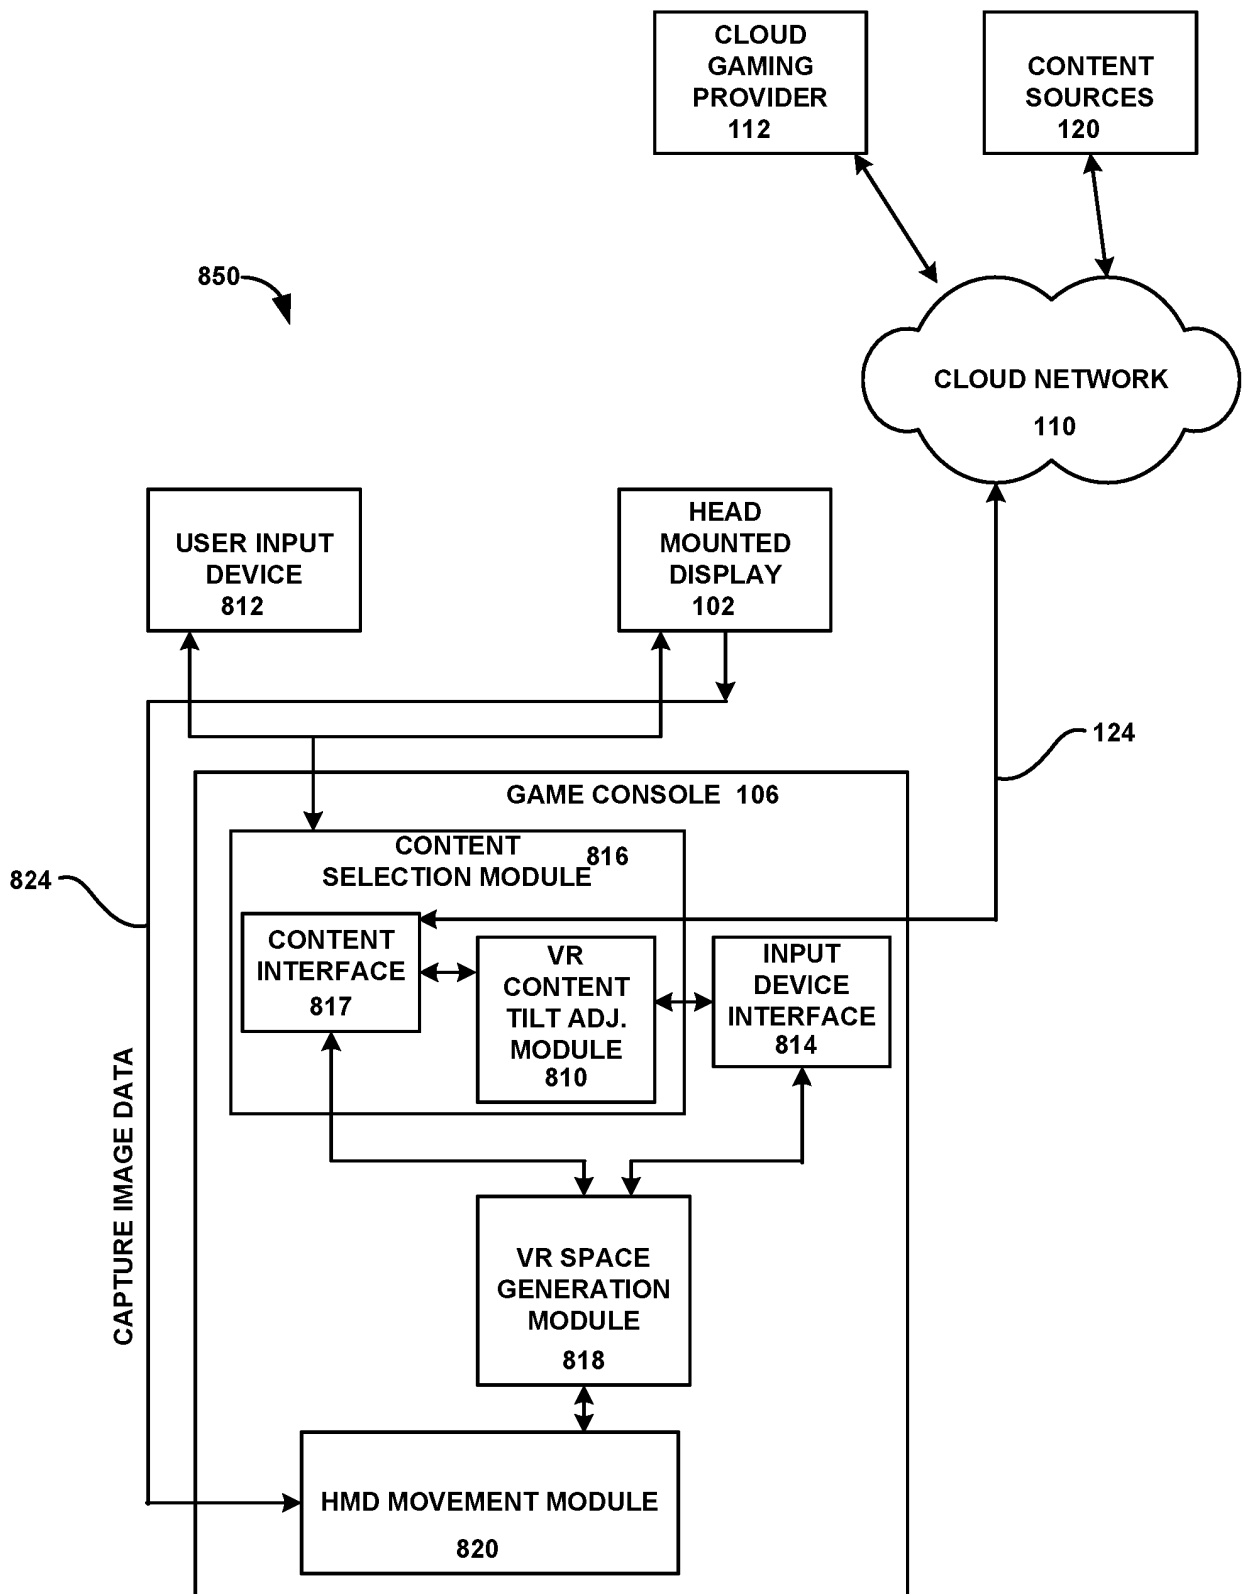 CLOUD
GAMING
PROVIDER
112
CONTENT
SOURCES
120
850
CLOUD NETWORK
110
USER INPUT
DEVICE
812
HEAD
MOUNTED
DISPLAY
102
124
GAME CONSOLE 106
CONTENT
SELECTION MODULE 816
824
CONTENT
INTERFACE
817
VR
CONTENT
TILT ADJ.
MODULE
810
INPUT
DEVICE
INTERFACE
814
CAPTURE IMAGE DATA
VR SPACE
GENERATION
MODULE
818
HMD MOVEMENT MODULE
820